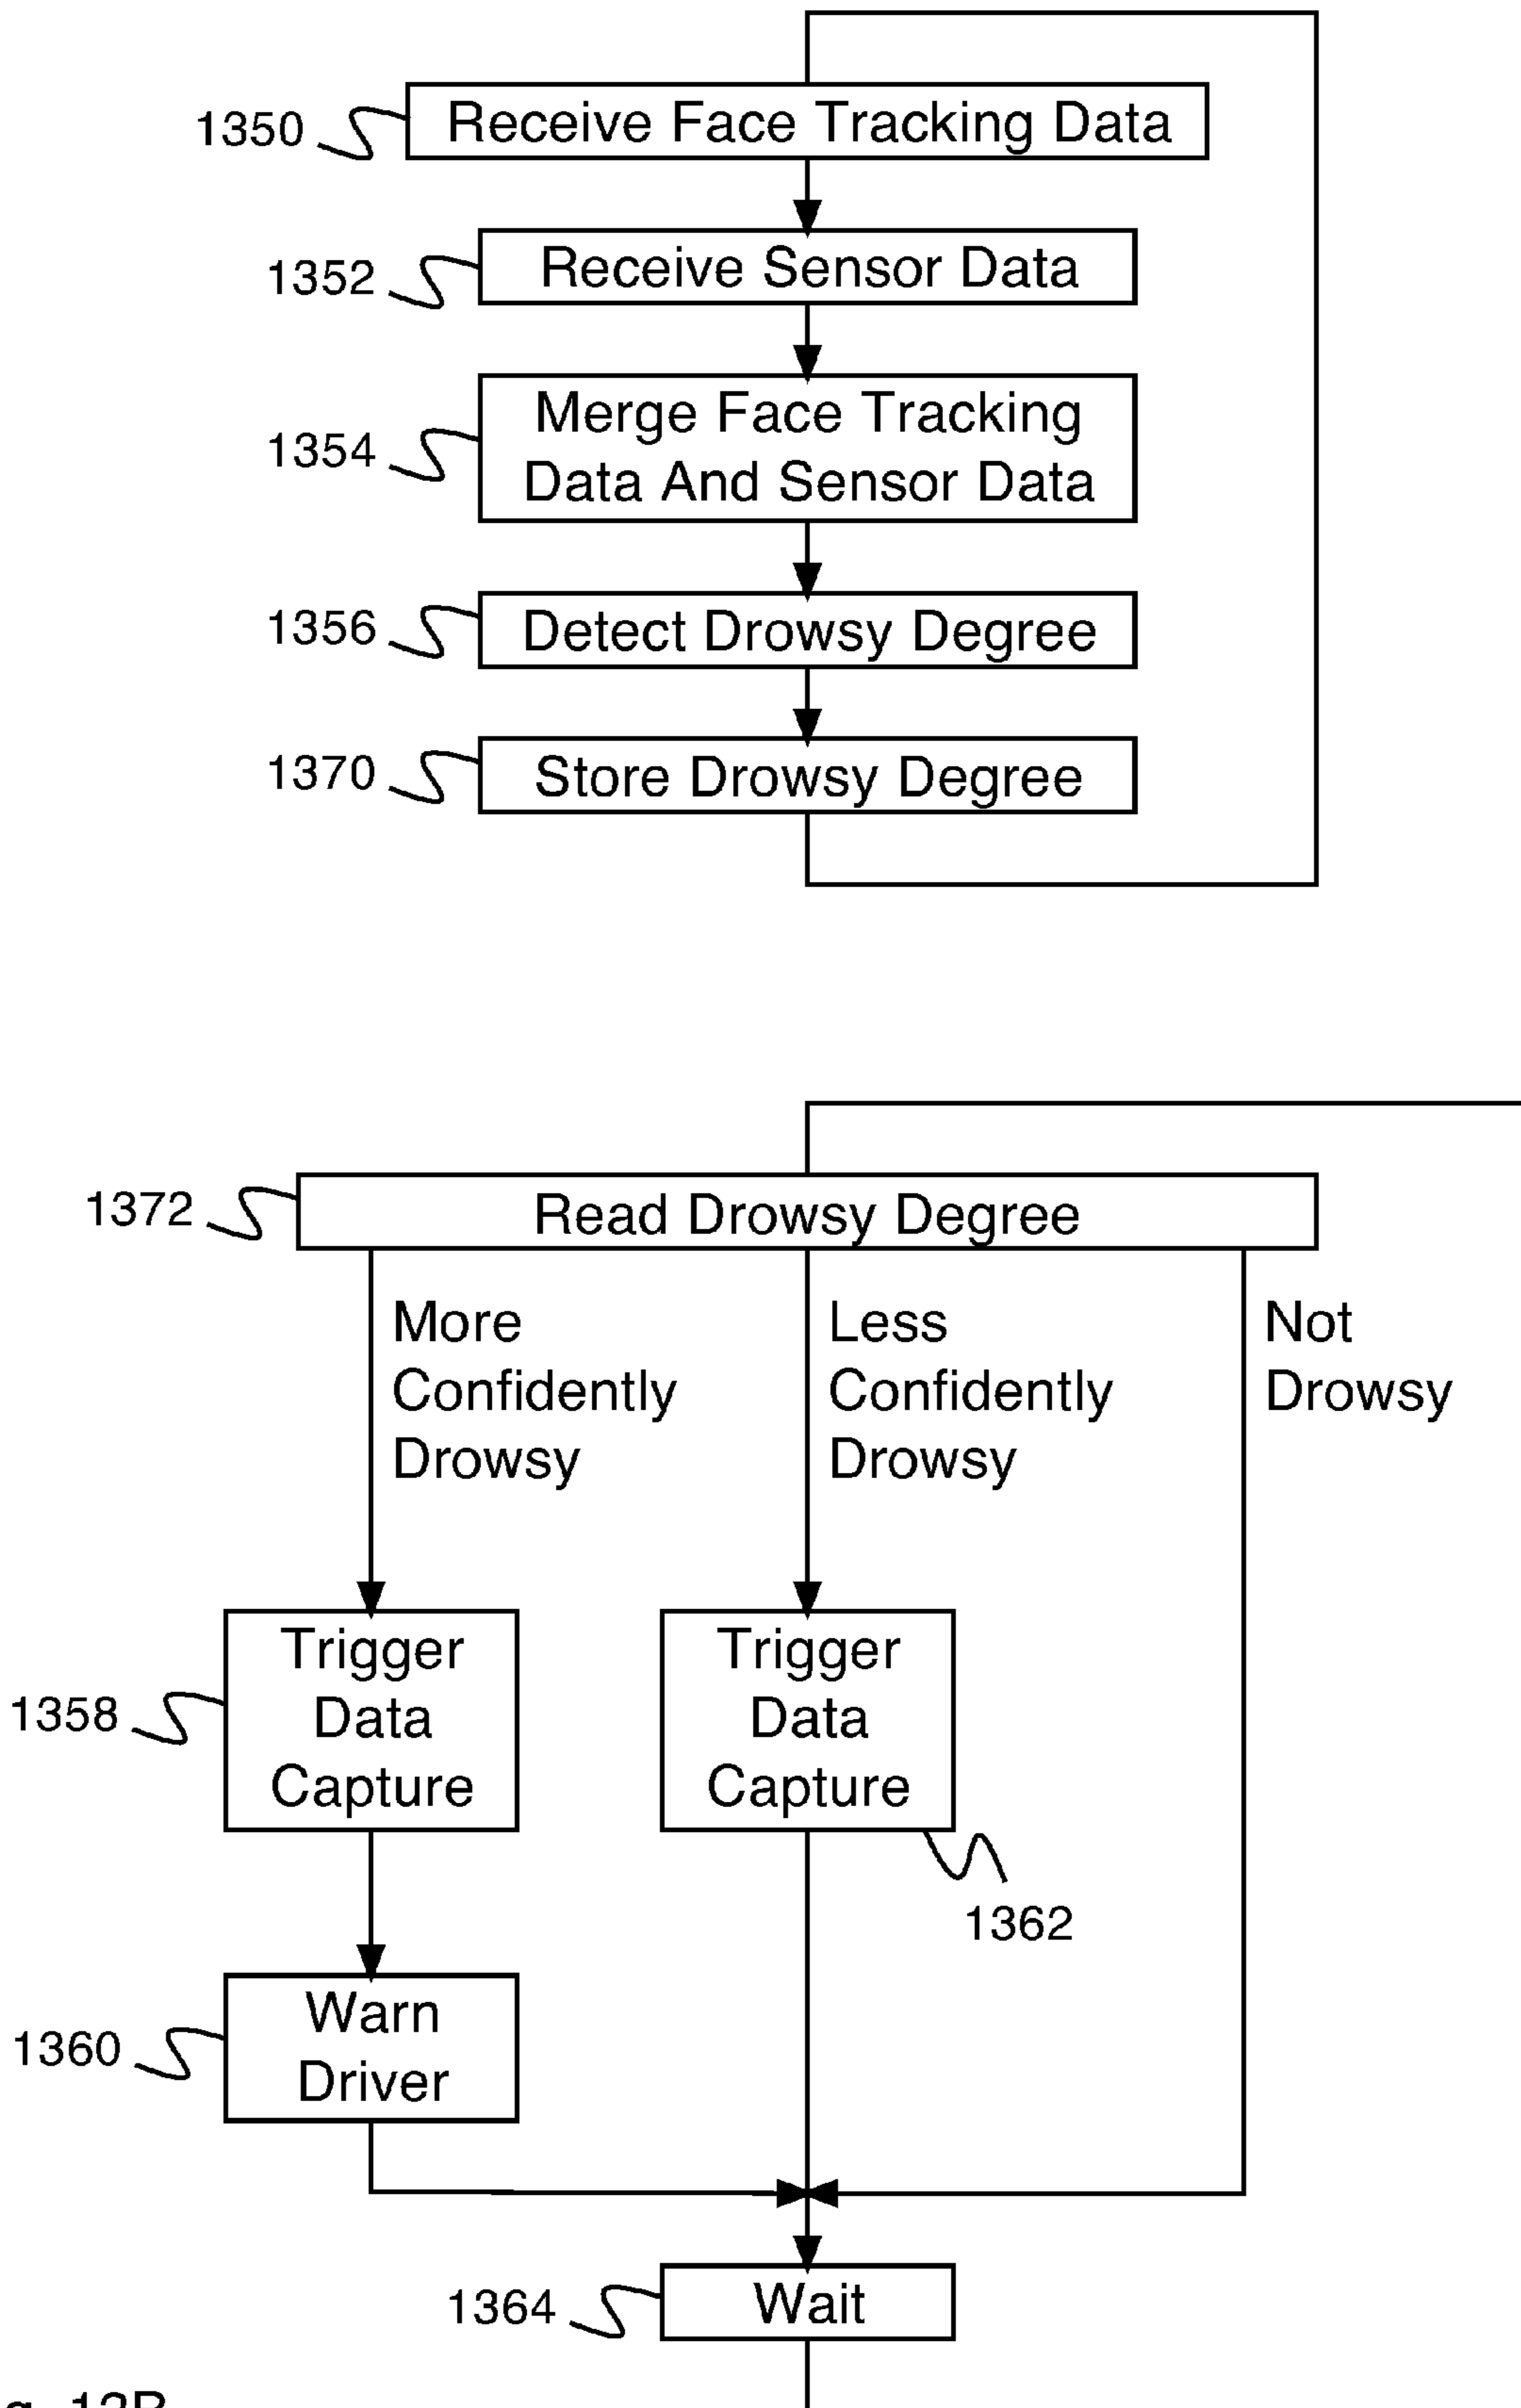 1350
Receive Face Tracking Data
1352
Receive Sensor Data
1354
Merge Face Tracking
Data And Sensor Data
1356
Detect Drowsy Degree
1370
Store Drowsy Degree
1372
Read Drowsy Degree
More
Confidently
Drowsy
Less
Confidently
Drowsy
Not
Drowsy
1358
Trigger
Data
Capture
Trigger
Data
Capture
1362
1360
Warn
Driver
1364
Wait